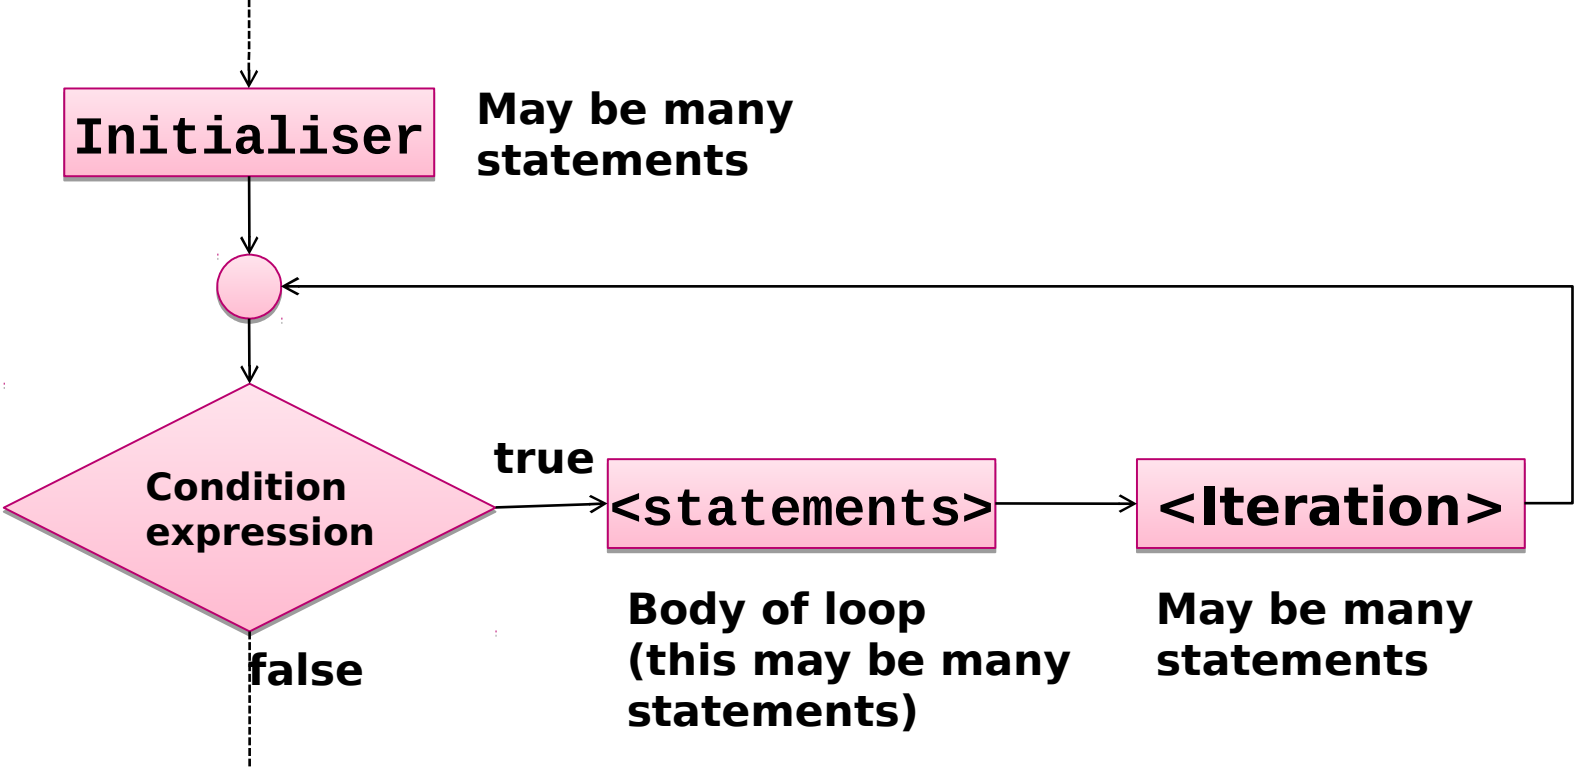 Initialiser
May be many
statements
Condition
expression
true
<statements>
<Iteration>
Body of loop
(this may be many
statements)
May be many
statements
false